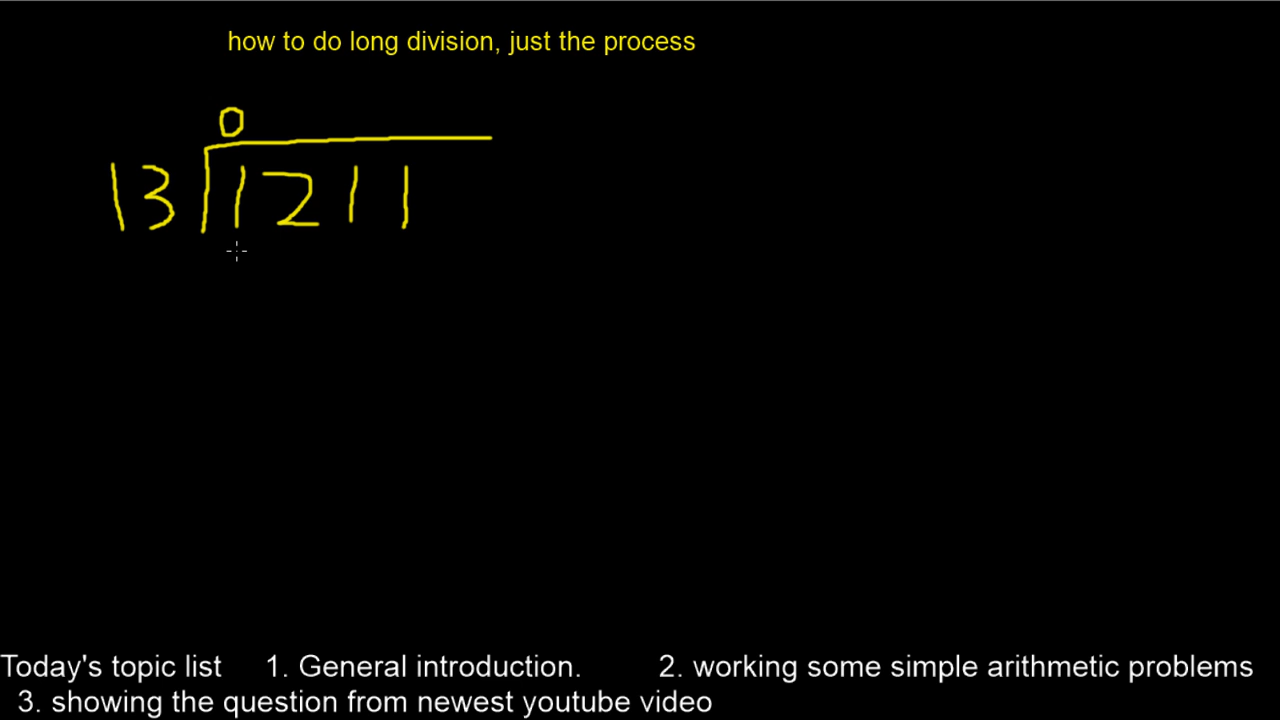 how to do long division, just the process
0
13 1211
Today's topic list 1. General introduction. 2. working some simple arithmetic problems
3. showing the question from newest youtube video